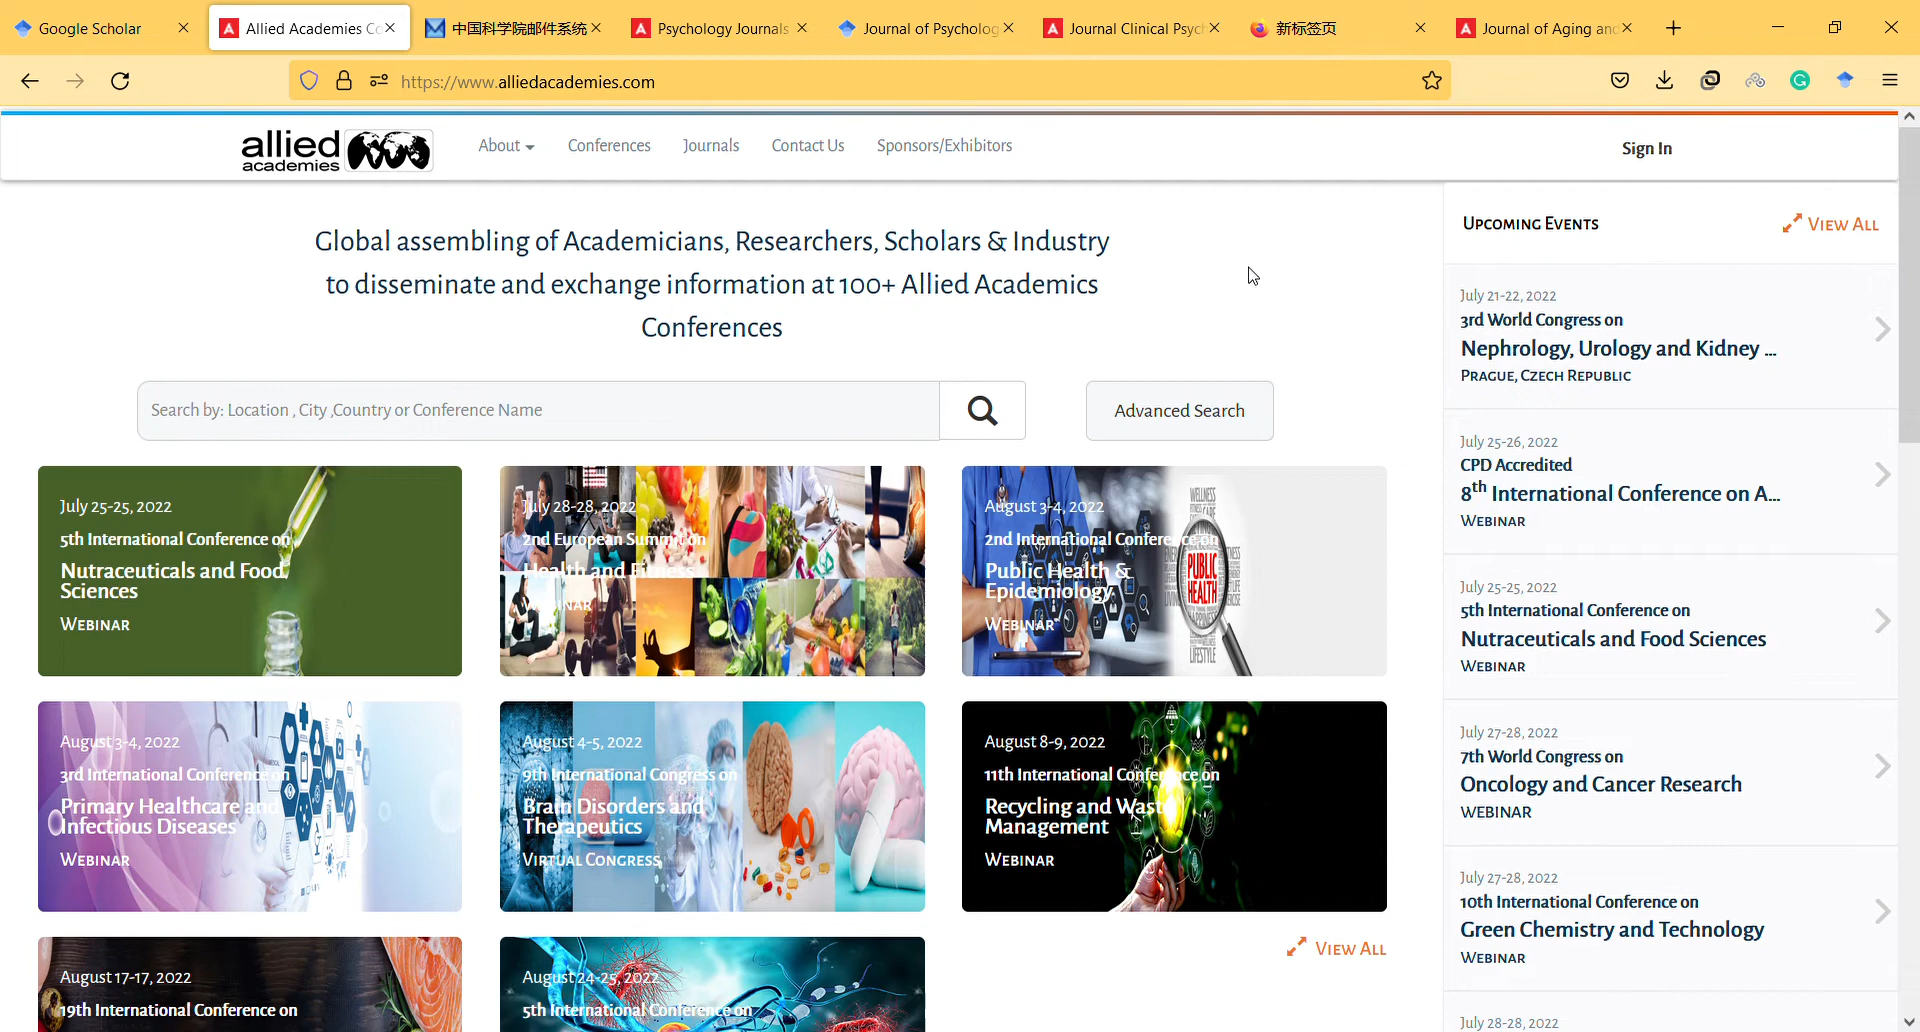 Google Scholar
Allied Academies Co
中国科学院邮件系统
Psychology Journals
Journal of Psycholog
Journal Clinical Psyc
新标签页
Journal of Aging and
https://www.alliedacademies.com
allied
academies
About
Conferences
Journals
Contact Us
Sponsors/Exhibitors
Sign In
Global assembling of Academicians, Researchers, Scholars & Industry
to disseminate and exchange information at 100+ Allied Academics
Conferences
Search by: Location , City ,Country or Conference Name
Advanced Search
July 25-25, 2022
5th International Conference on
Nutraceuticals and Food
Sciences
Webinar
July 28-28, 2022
2nd European Summit on
Health and Fitness
Webinar
August 3-4, 2022
2nd International Conference on
Public Health &
Epidemiology
Webinar
WELLNESS
PUBLIC
HEALTH
LIFESTYLE
August 3-4, 2022
3rd International Conference on
Primary Healthcare and
Infectious Diseases
Webinar
August 4-5, 2022
9th International Congress on
Brain Disorders and
Therapeutics
Virtual Congress
August 8-9, 2022
11th International Conference on
Recycling and Waste
Management
Webinar
August 17-17, 2022
19th International Conference on
August 24-25, 2022
5th International Conference on
View All
Upcoming Events
View All
July 21-22, 2022
3rd World Congress on
Nephrology, Urology and Kidney ...
Prague, Czech Republic
July 25-26, 2022
CPD Accredited
8th International Conference on A...
Webinar
July 25-25, 2022
5th International Conference on
Nutraceuticals and Food Sciences
Webinar
July 27-28, 2022
7th World Congress on
Oncology and Cancer Research
WEBINAR
July 27-28, 2022
10th International Conference on
Green Chemistry and Technology
Webinar
July 28-28, 2022